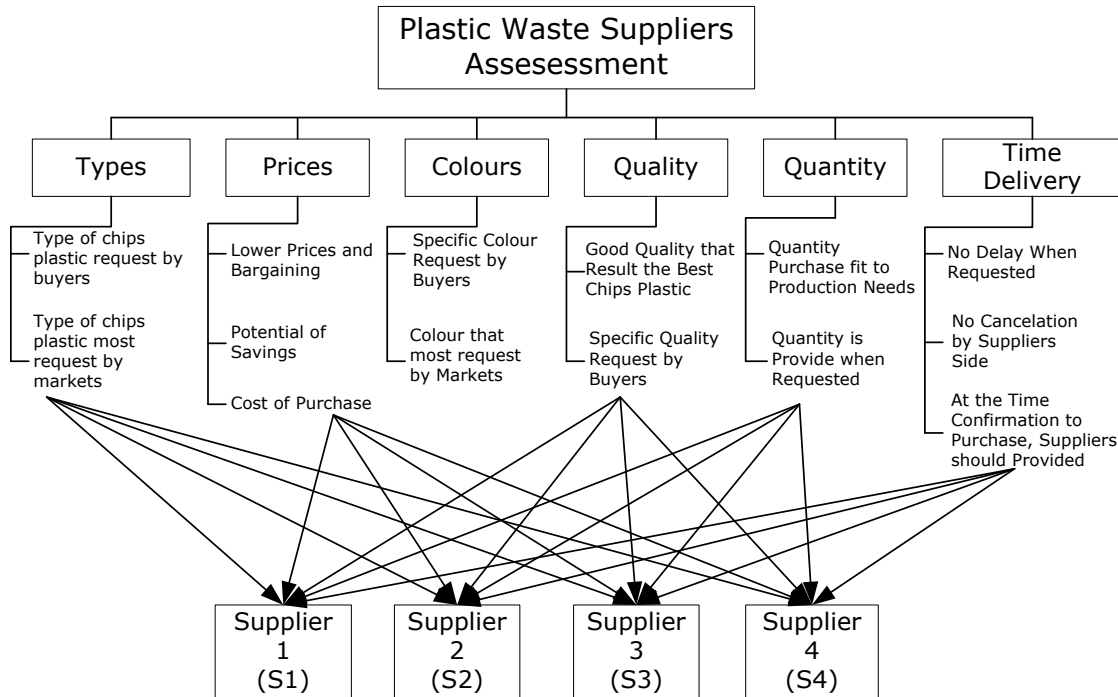 Plastic Waste Suppliers
Assesessment
Types
Prices
Colours
Quality
Quantity
Time
Delivery
Type of chips
plastic request by
buyers
Type of chips
plastic most
request by
markets
Lower Prices and
Bargaining
Potential of
Savings
Cost of Purchase
Specific Colour
Request by
Buyers
Colour that
most request
by Markets
Good Quality that
Result the Best
Chips Plastic
Specific Quality
Request by
Buyers
Quantity
Purchase fit to
Production Needs
Quantity is
Provide when
Requested
No Delay When
Requested
No Cancelation
by Suppliers
Side
At the Time
Confirmation to
Purchase, Suppliers
should Provided
Supplier
1
(S1)
Supplier
2
(S2)
Supplier
3
(S3)
Supplier
4
(S4)